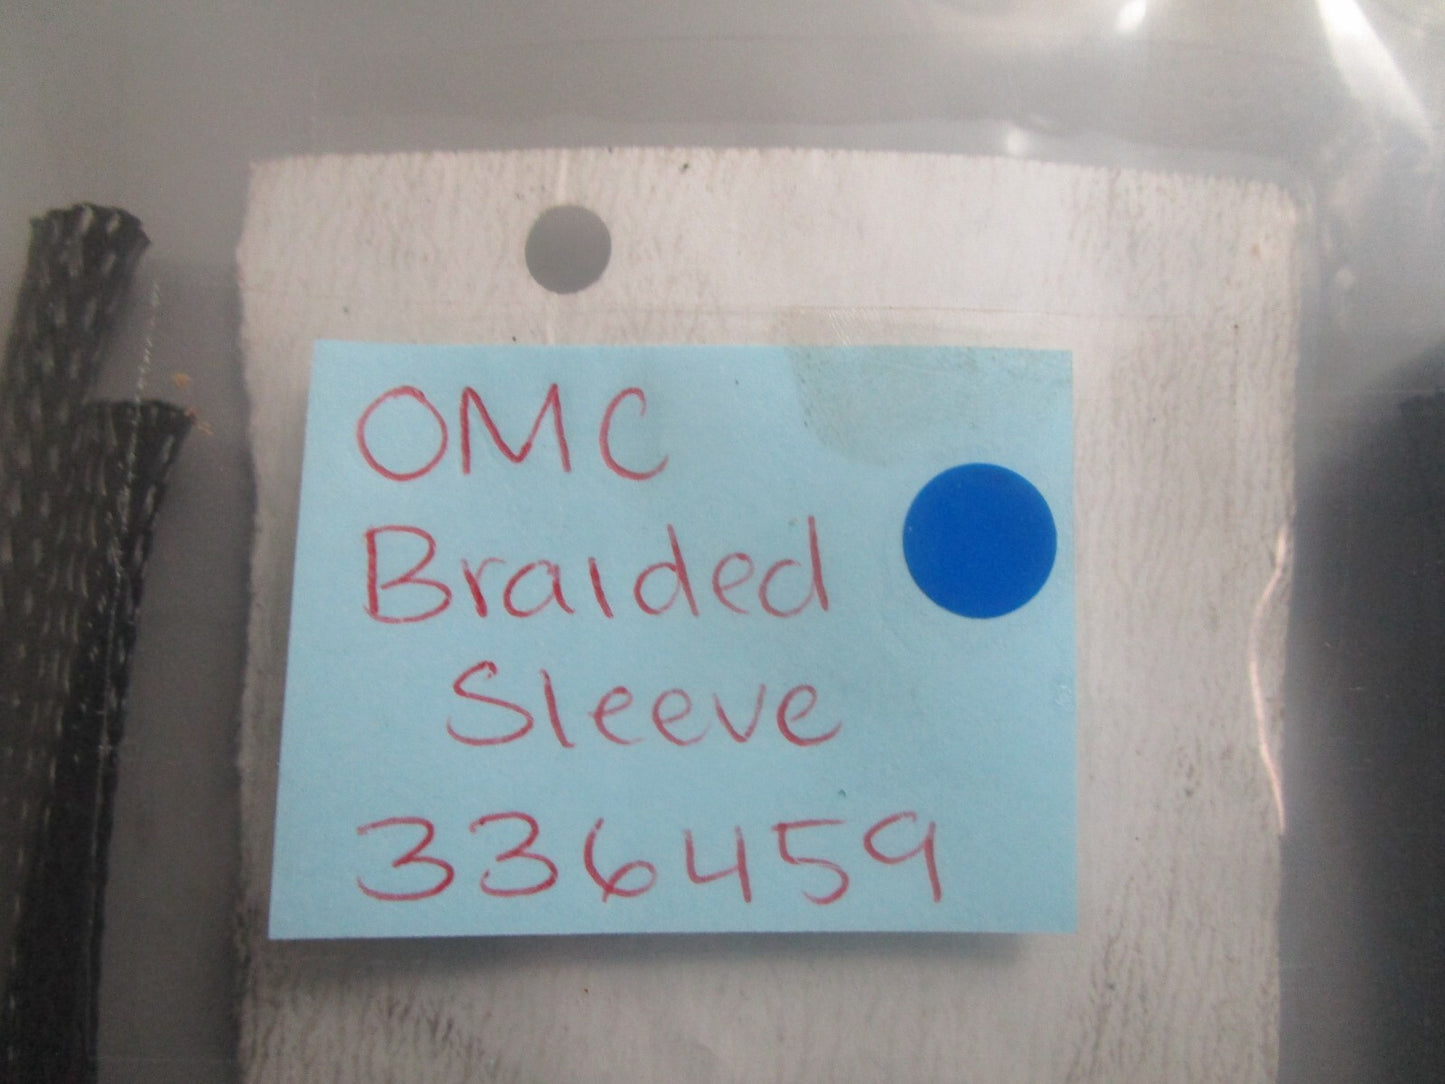 OMC
Braided
Sleeve
336459